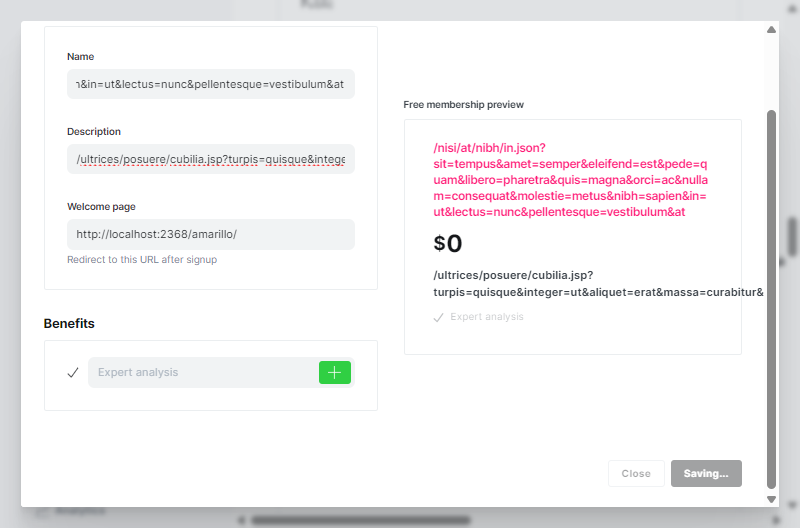 Name
n&in=ut&lectus=nunc&pellentesque=vestibulum&at
Description
/ultrices/posuere/cubilia.jsp?turpis=quisque&intege
Welcome page
http://localhost:2368/amarillo/
Redirect to this URL after signup
Benefits
Expert analysis
Free membership preview
/nisi/at/nibh/in.json?
sit=tempus&amet=semper&eleifend=est&pede=q
uam&libero=pharetra&quis=magna&orci=ac&nulla
m=consequat&molestie=metus&nibh=sapien&in=
ut&lectus=nunc&pellentesque=vestibulum&at
$0
/ultrices/posuere/cubilia.jsp?
turpis=quisque&integer=ut&aliquet=erat&massa=curabitur&
Expert analysis
Close
Saving...
Analytics